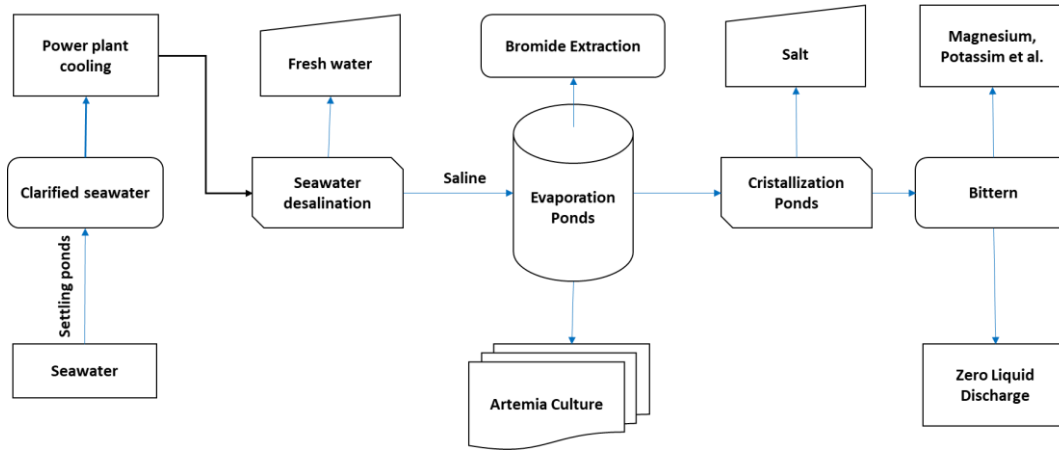 Power plant
cooling
Fresh water
Bromide Extraction
Salt
Magnesium,
Potassim et al.
Clarified seawater
Seawater
desalination
Saline
Evaporation
Ponds
Cristallization
Ponds
Bittern
Settling ponds
Seawater
Artemia Culture
Zero Liquid
Discharge